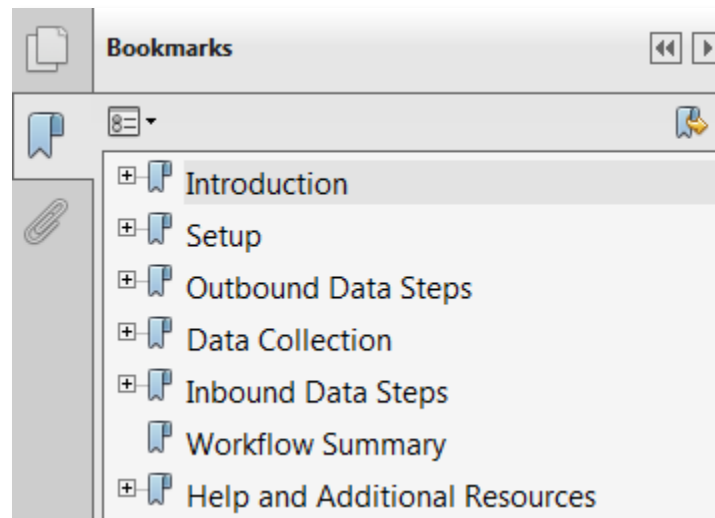 Bookmarks
Introduction
Setup
Outbound Data Steps
Data Collection
Inbound Data Steps
Workflow Summary
Help and Additional Resources